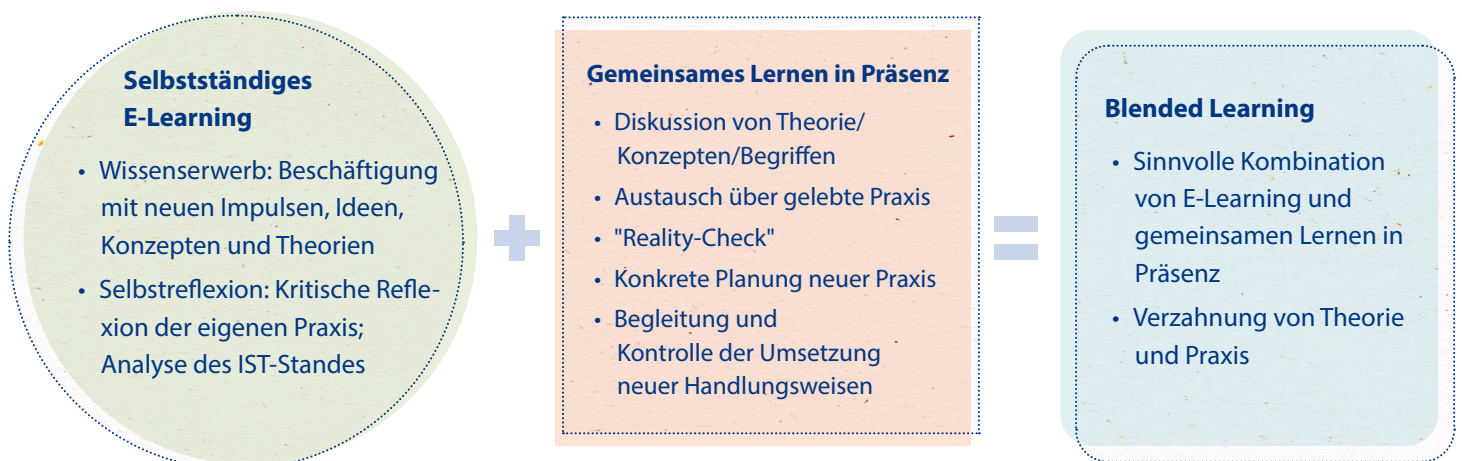 Selbstständiges
E-Learning
• Wissenserwerb: Beschäftigung
mit neuen Impulsen, Ideen,
Konzepten und Theorien
• Selbstreflexion: Kritische Refle-
xion der eigenen Praxis;
Analyse des IST-Standes
+
Gemeinsames Lernen in Präsenz
• Diskussion von Theorie/
Konzepten/Begriffen
• Austausch über gelebte Praxis
• "Reality-Check"
• Konkrete Planung neuer Praxis
• Begleitung und
Kontrolle der Umsetzung
neuer Handlungsweisen
=
Blended Learning
• Sinnvolle Kombination
von E-Learning und
gemeinsamen Lernen in
Präsenz
• Verzahnung von Theorie
und Praxis